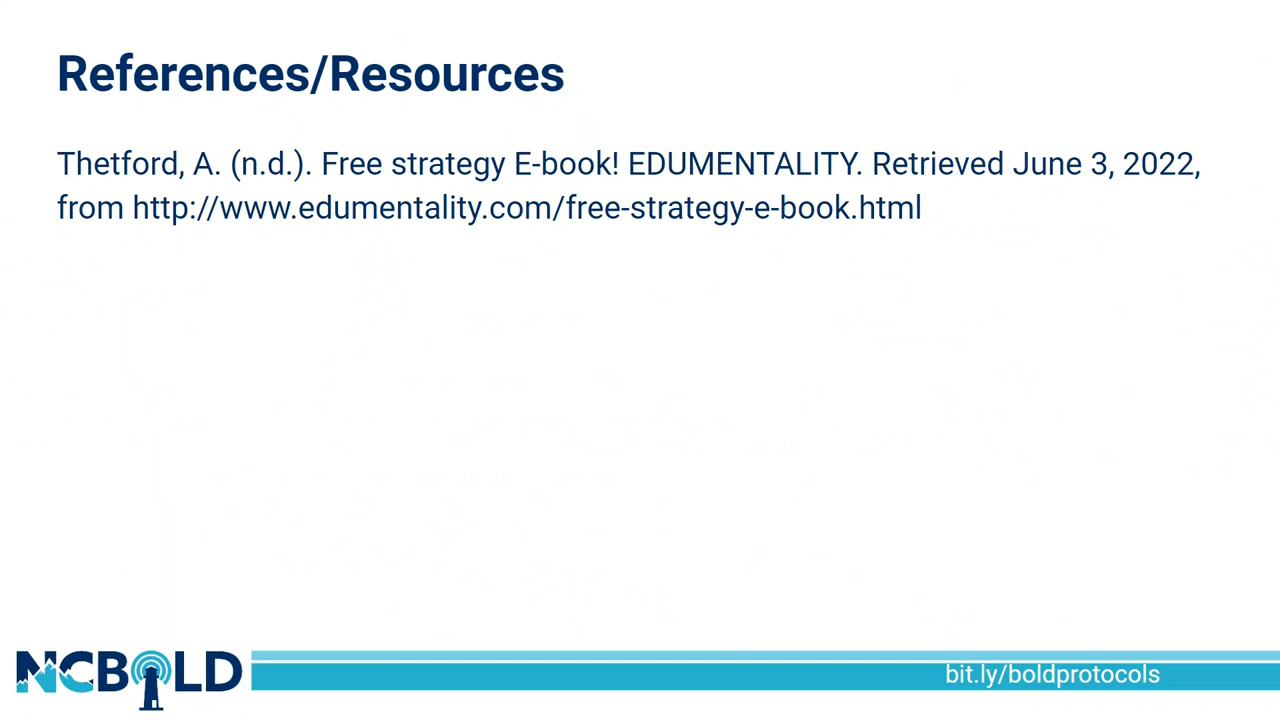 References/Resources
Thetford, A. (n.d.). Free strategy E-book! EDUMENTALITY. Retrieved June 3, 2022,
from http://www.edumentality.com/free-strategy-e-book.html
NCBOLD
bit.ly/boldprotocols